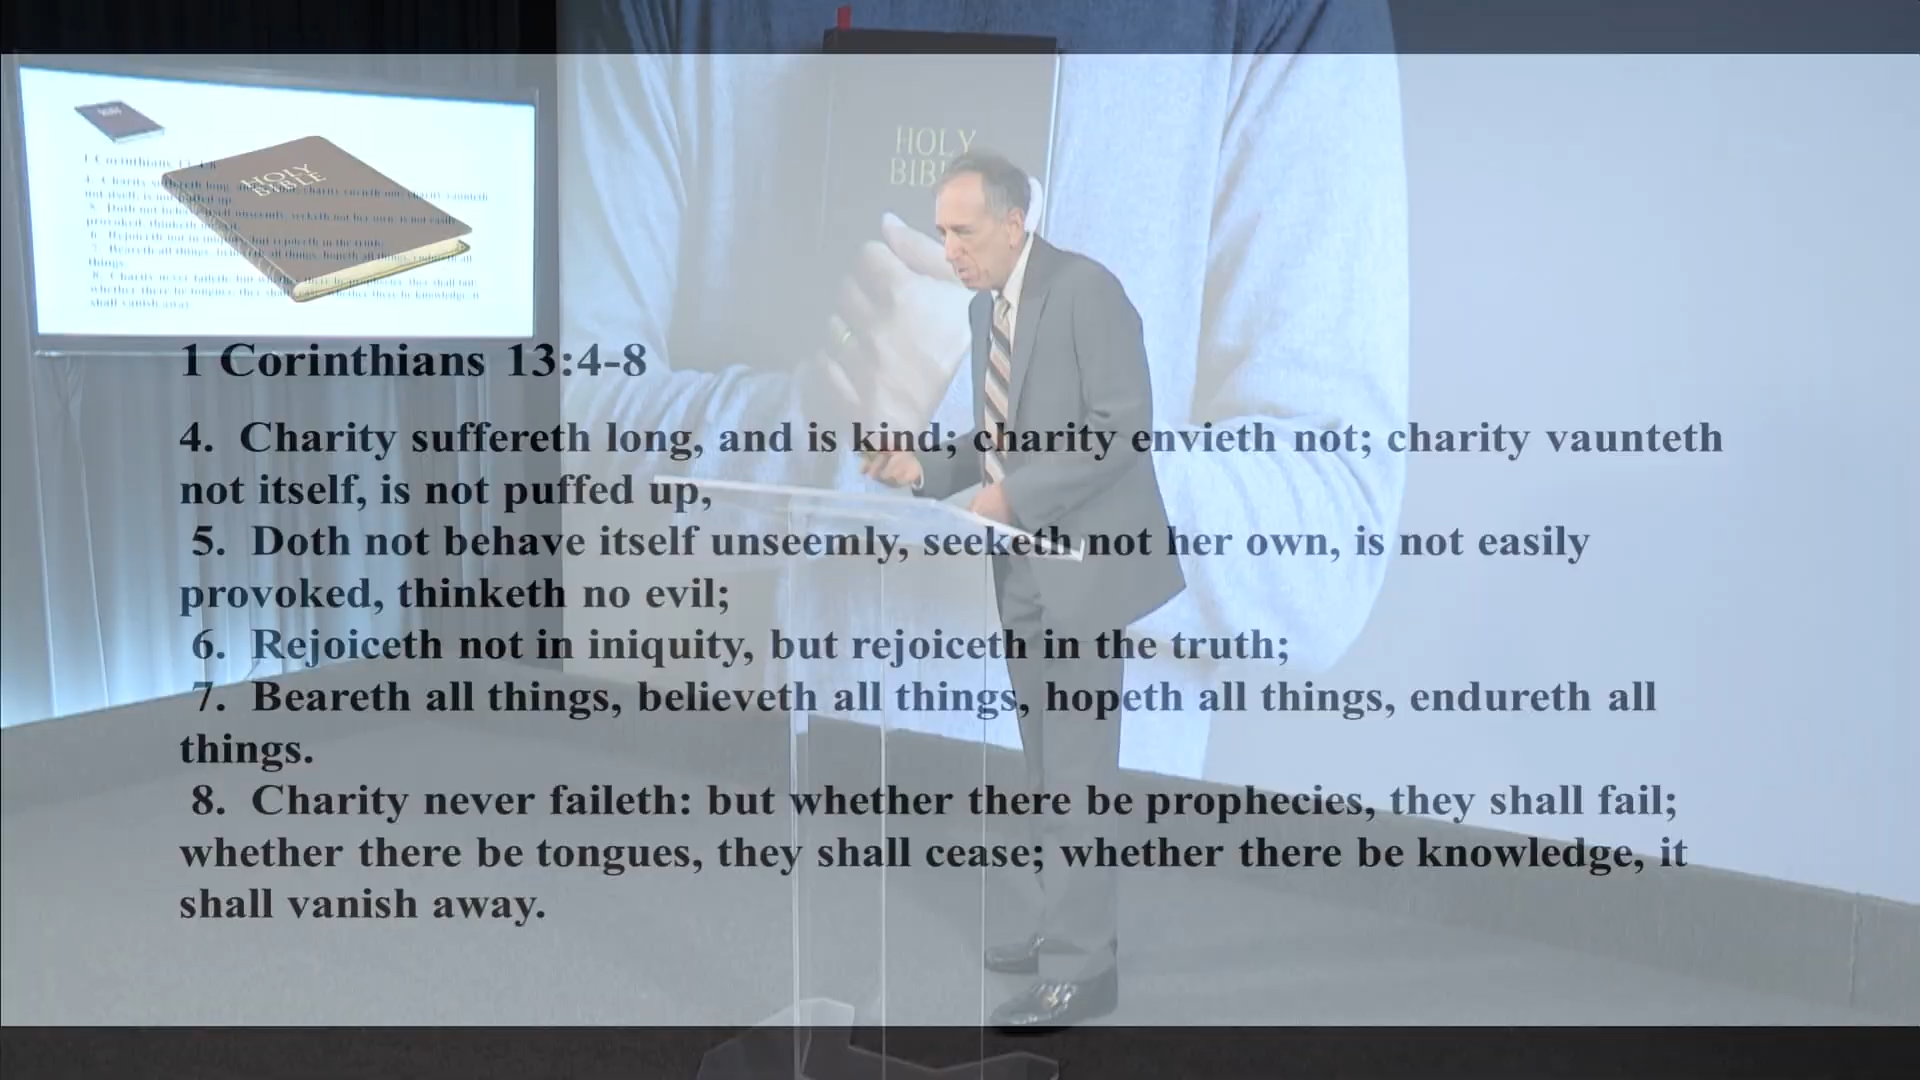 HOLY
BIBLE
HOLY
1 Corinthians 13:4-8
4. Charity suffereth long, and is kind; charity envieth not; charity vaunteth
not itself, is not puffed up,
5. Doth not behave itself unseemly, seeketh not her own, is not easily
provoked, thinketh no evil;
6. Rejoiceth not in iniquity, but rejoiceth in the truth;
7. Beareth all things, believeth all things, hopeth all things, endureth all
things.
8. Charity never faileth: but whether there be prophecies, they shall fail;
whether there be tongues, they shall cease; whether there be knowledge, it
shall vanish away.